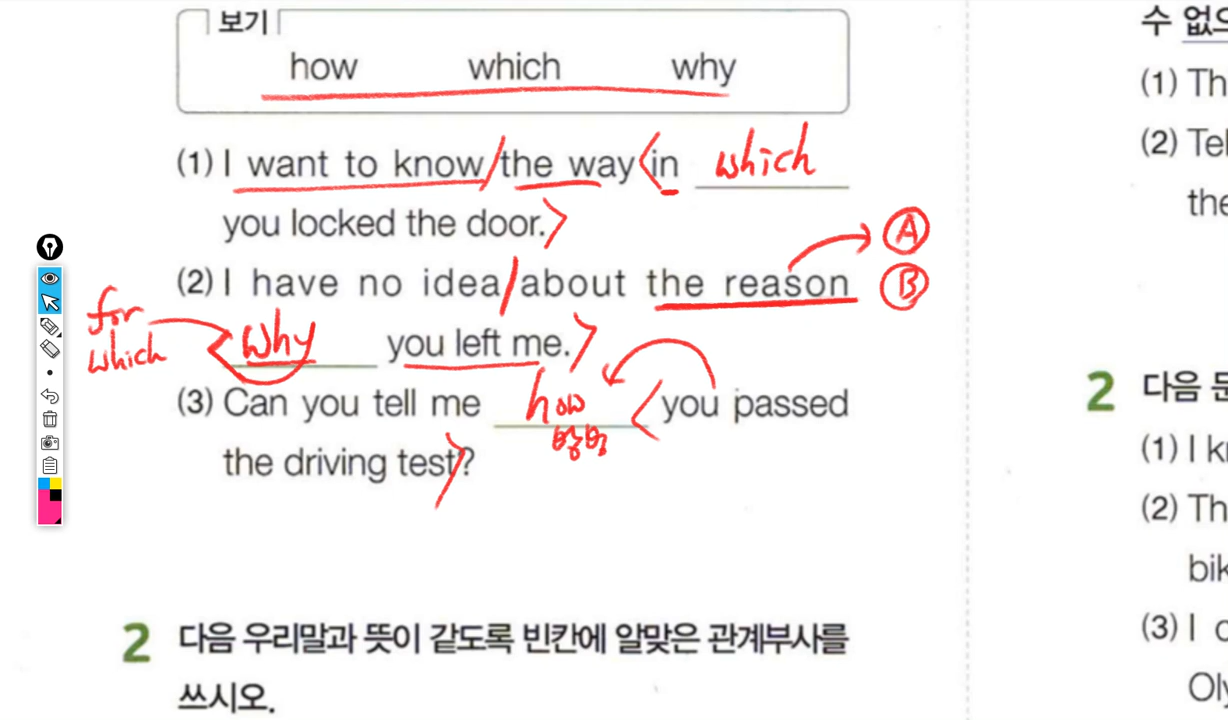 보기
how which why
(1) I want to know the way in which
you locked the door.
(2) I have no idea about the reason
why you left me.
for
which
A
B
(3) Can you tell me how you passed
방법
the driving test?
2 다음 우리말과 뜻이 같도록 빈칸에 알맞은 관계부사를
쓰시오.
수 없으
(1) Th
(2) Tel
the
2 다음 문
(1) I kn
(2) Th
bik
(3) I c
Oly